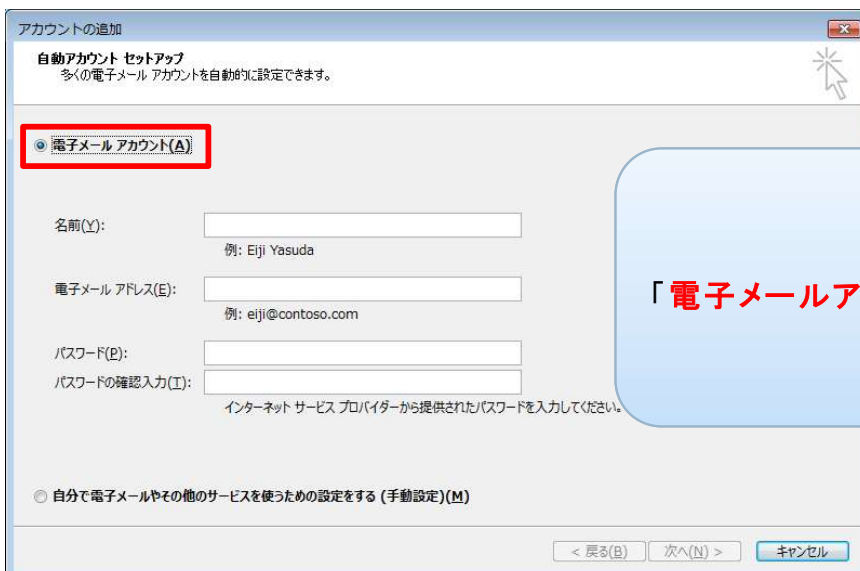 アカウントの追加
自動アカウント セットアップ
多くの電子メール アカウントを自動的に設定できます。
電子メール アカウント(A)
名前(Y):
例: Eiji Yasuda
電子メール アドレス(E):
例: eiji@contoso.com
「電子メールア
パスワード(P):
パスワードの確認入力(T):
インターネット サービス プロバイダーから提供されたパスワードを入力してください。
自分で電子メールやその他のサービスを使うための設定をする (手動設定)(M)
< 戻る(B) 次へ(N) > キャンセル